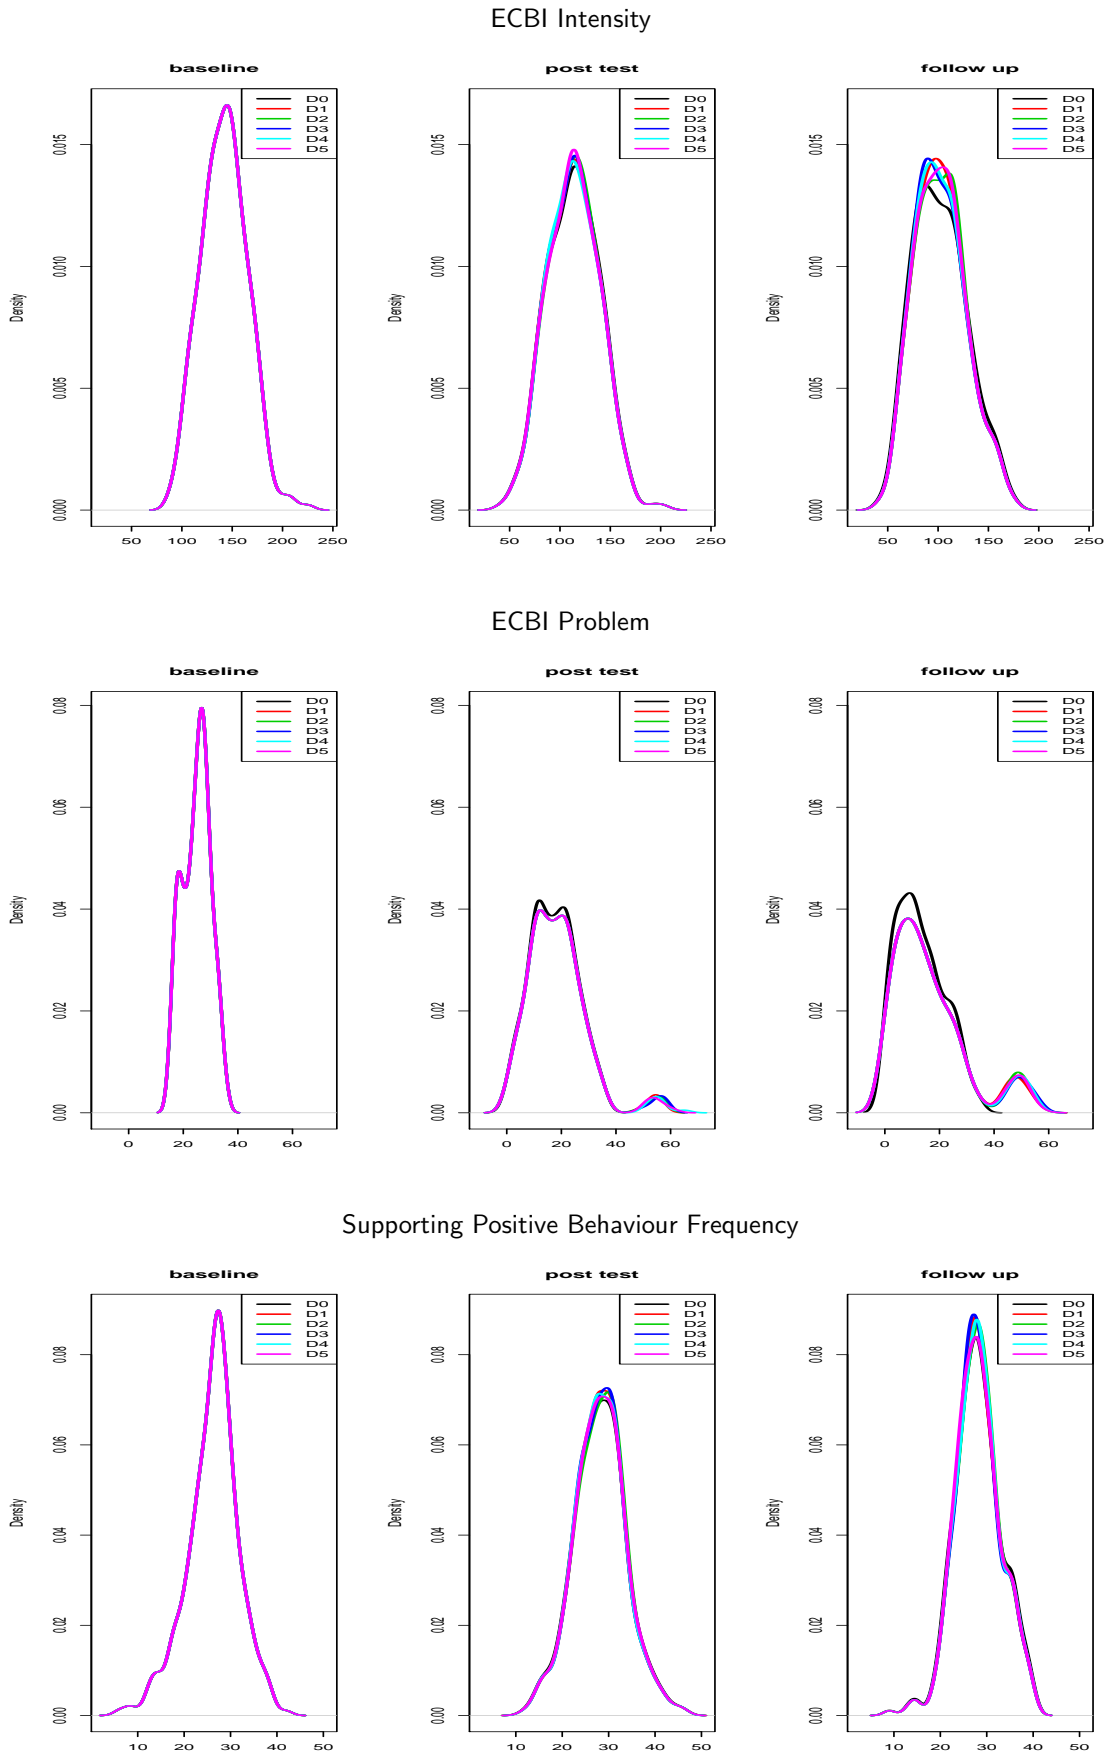 ECBI Intensity
baseline post test follow up
D0 D0 D0
D1 D1 D1
D2 D2 D2
D3 D3 D3
D4 D4 D4
D5 D5 D5
0.015 0.015 0.015
0.010 0.010 0.010
Density Density Density
0.005 0.005 0.005
0.000 0.000 0.000
50 100 150 200 250 50 100 150 200 250 50 100 150 200 250
ECBI Problem
baseline post test follow up
D0 D0 D0
D1 D1 D1
D2 D2 D2
D3 D3 D3
D4 D4 D4
D5 D5 D5
0.08 0.08 0.08
0.06 0.06 0.06
Density Density Density
0.04 0.04 0.04
0.02 0.02 0.02
0.00 0.00 0.00
0 20 40 60 0 20 40 60 0 20 40 60
Supporting Positive Behaviour Frequency
baseline post test follow up
D0 D0 D0
D1 D1 D1
D2 D2 D2
D3 D3 D3
D4 D4 D4
D5 D5 D5
0.08 0.08 0.08
0.06 0.06 0.06
Density Density Density
0.04 0.04 0.04
0.02 0.02 0.02
0.00 0.00 0.00
10 20 30 40 50 10 20 30 40 50 10 20 30 40 50